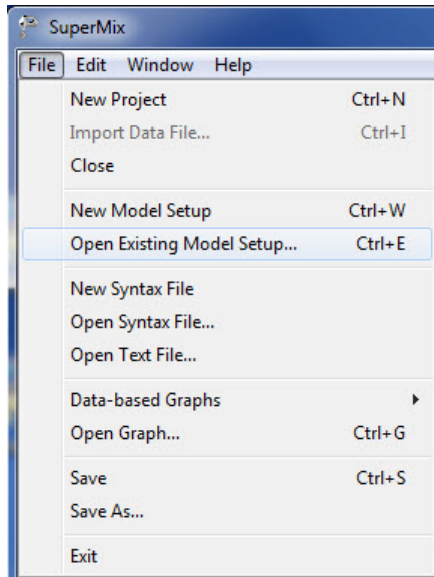 SuperMix
File Edit Window Help
New Project Ctrl+N
Import Data File... Ctrl+I
Close
New Model Setup Ctrl+W
Open Existing Model Setup... Ctrl+E
New Syntax File
Open Syntax File...
Open Text File...
Data-based Graphs
Open Graph... Ctrl+G
Save Ctrl+S
Save As...
Exit